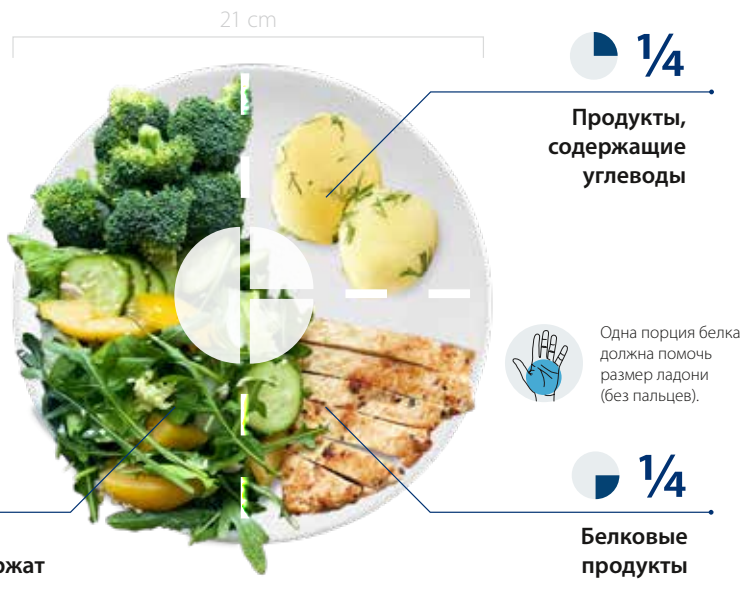 21 cm
1/4
Продукты,
содержащие
углеводы
Одна порция белка
должна помочь
размер ладони
(без пальцев).
1/4
Белковые
продукты